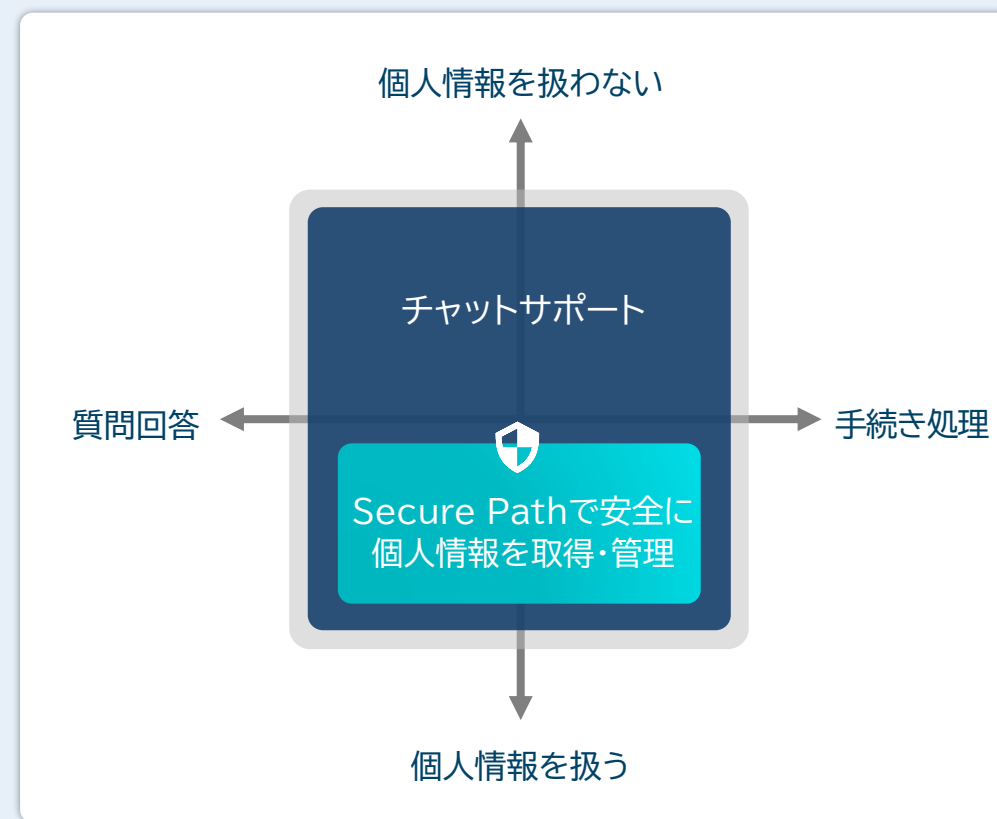 個人情報を扱わない
チャットサポート
質問回答
手続き処理
Secure Pathで安全に
個人情報を取得・管理
個人情報を扱う